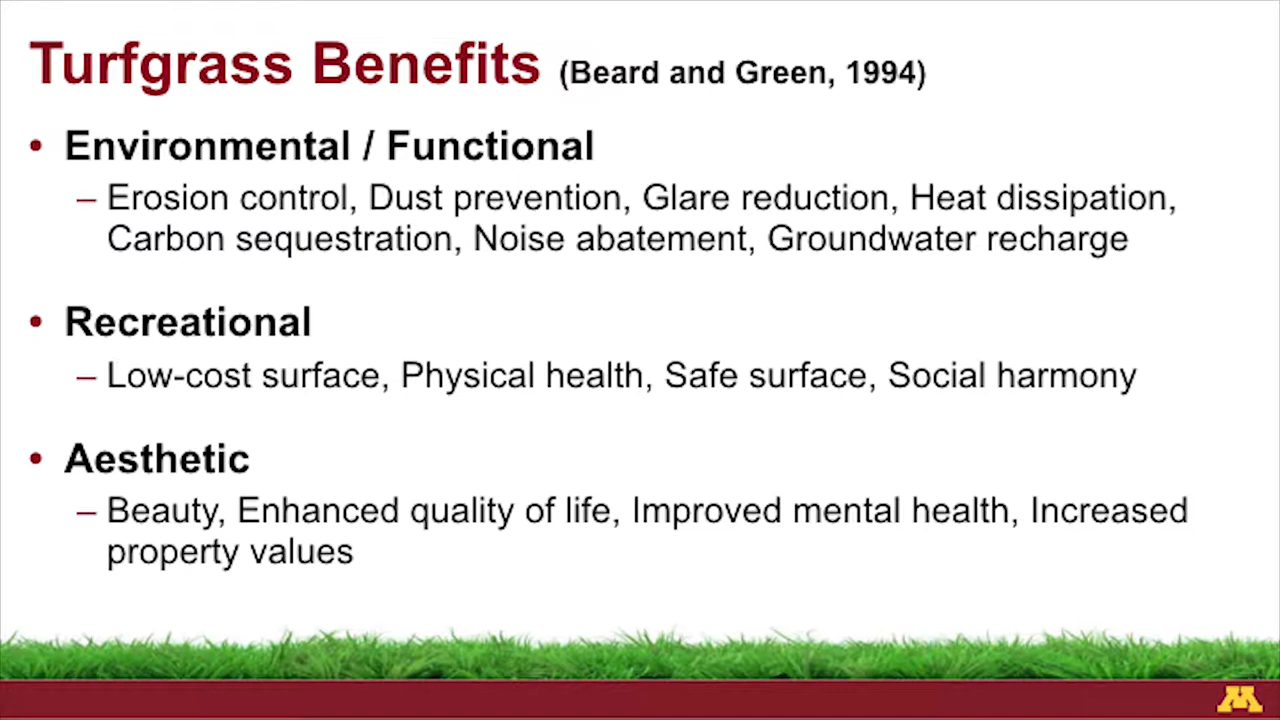 Turfgrass Benefits (Beard and Green, 1994)
• Environmental / Functional
– Erosion control, Dust prevention, Glare reduction, Heat dissipation,
Carbon sequestration, Noise abatement, Groundwater recharge
• Recreational
– Low-cost surface, Physical health, Safe surface, Social harmony
• Aesthetic
– Beauty, Enhanced quality of life, Improved mental health, Increased
property values
M